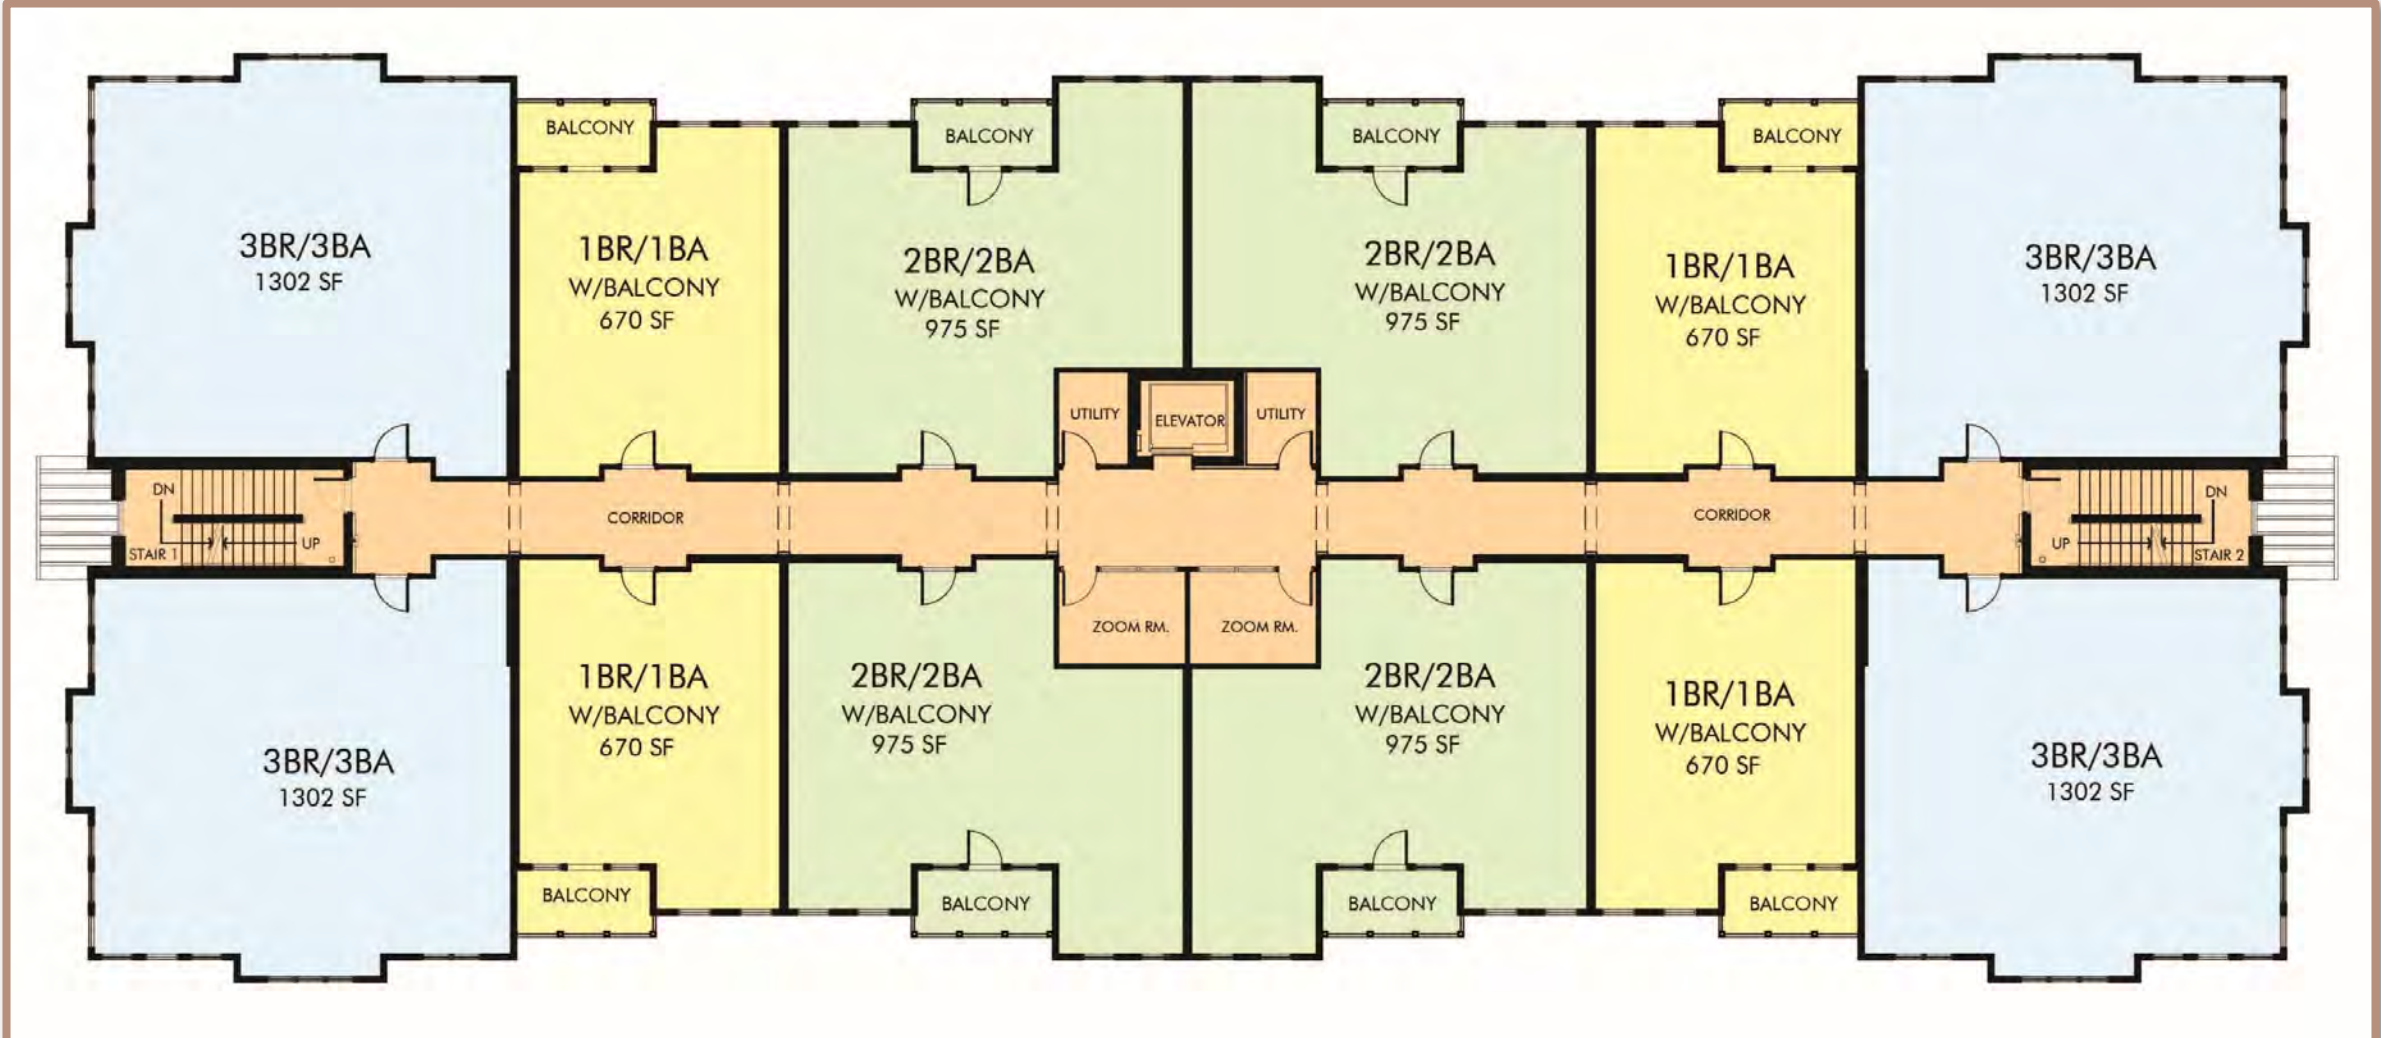 BALCONY
BALCONY
BALCONY
BALCONY
3BR/3BA
1302 SF
1BR/1BA
W/BALCONY
670 SF
2BR/2BA
W/BALCONY
975 SF
2BR/2BA
W/BALCONY
975 SF
1BR/1BA
W/BALCONY
670 SF
3BR/3BA
1302 SF
UTILITY
ELEVATOR
UTILITY
DN
UP
STAIR 1
CORRIDOR
CORRIDOR
DN
UP
STAIR 2
ZOOM RM.
ZOOM RM.
3BR/3BA
1302 SF
1BR/1BA
W/BALCONY
670 SF
2BR/2BA
W/BALCONY
975 SF
2BR/2BA
W/BALCONY
975 SF
1BR/1BA
W/BALCONY
670 SF
3BR/3BA
1302 SF
BALCONY
BALCONY
BALCONY
BALCONY